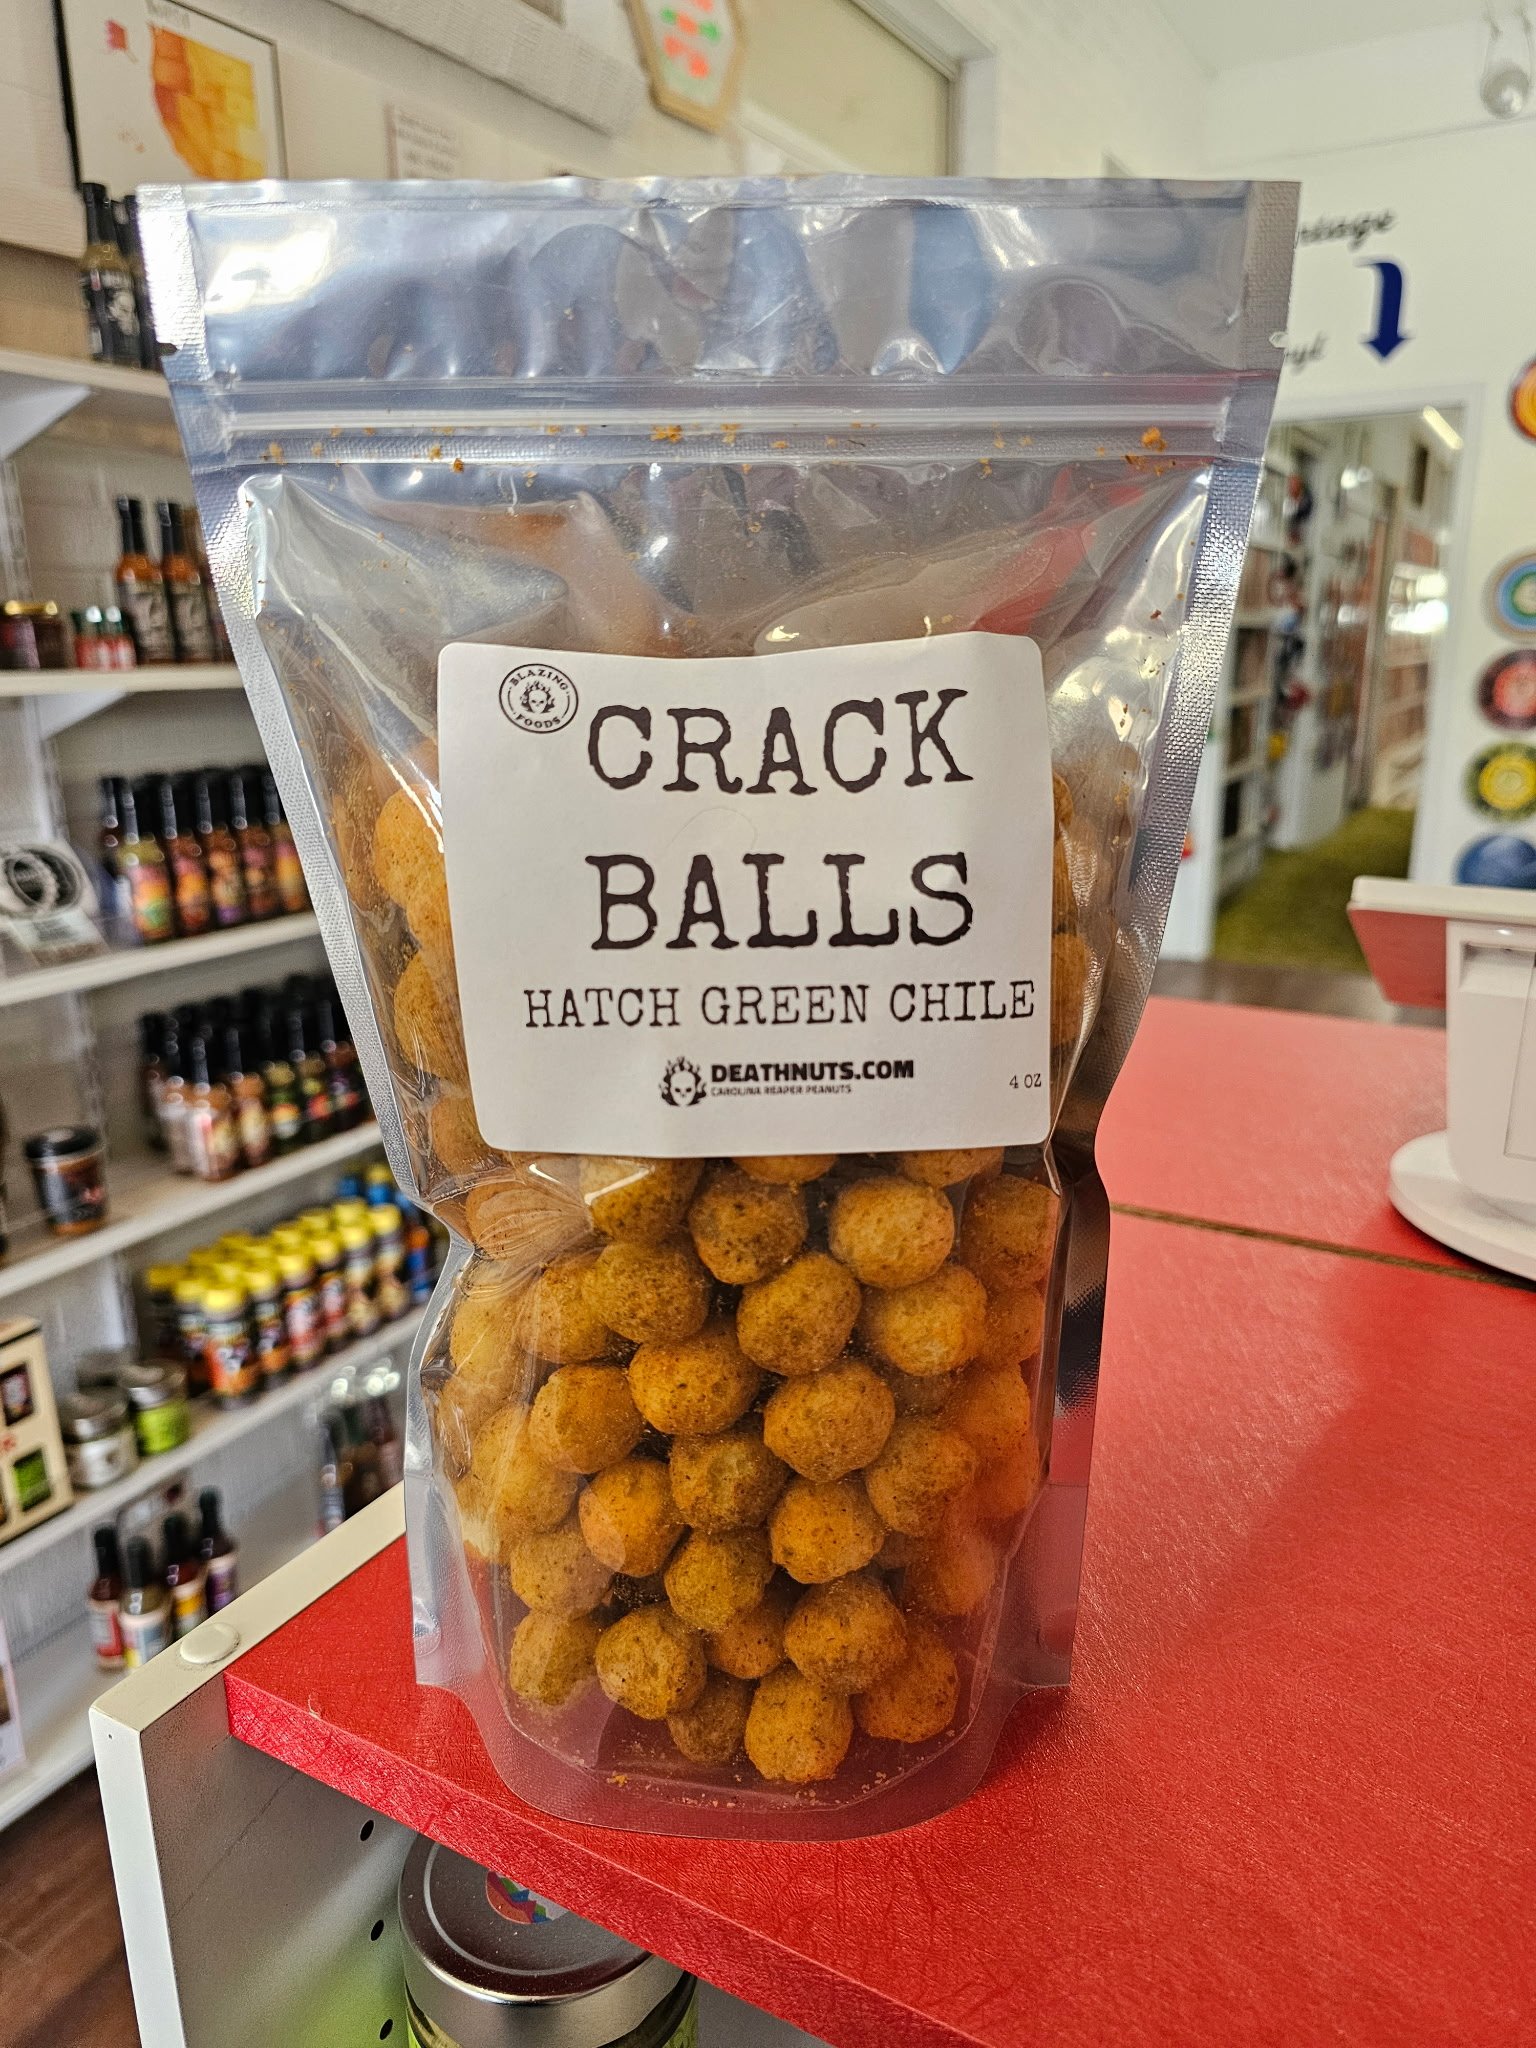 BLAZING
FOODS
CRACK
BALLS
HATCH GREEN CHILE
DEATHNUTS.COM
CAROLINA REAPER PEANUTS
4 OZ